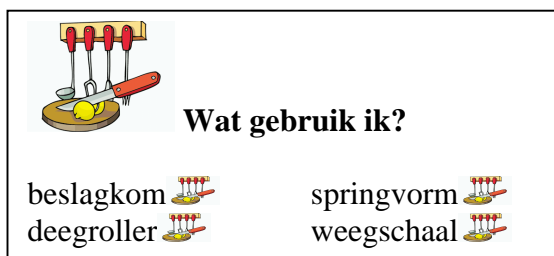 Wat gebruik ik?
beslagkom springvorm
deegroller weegschaal